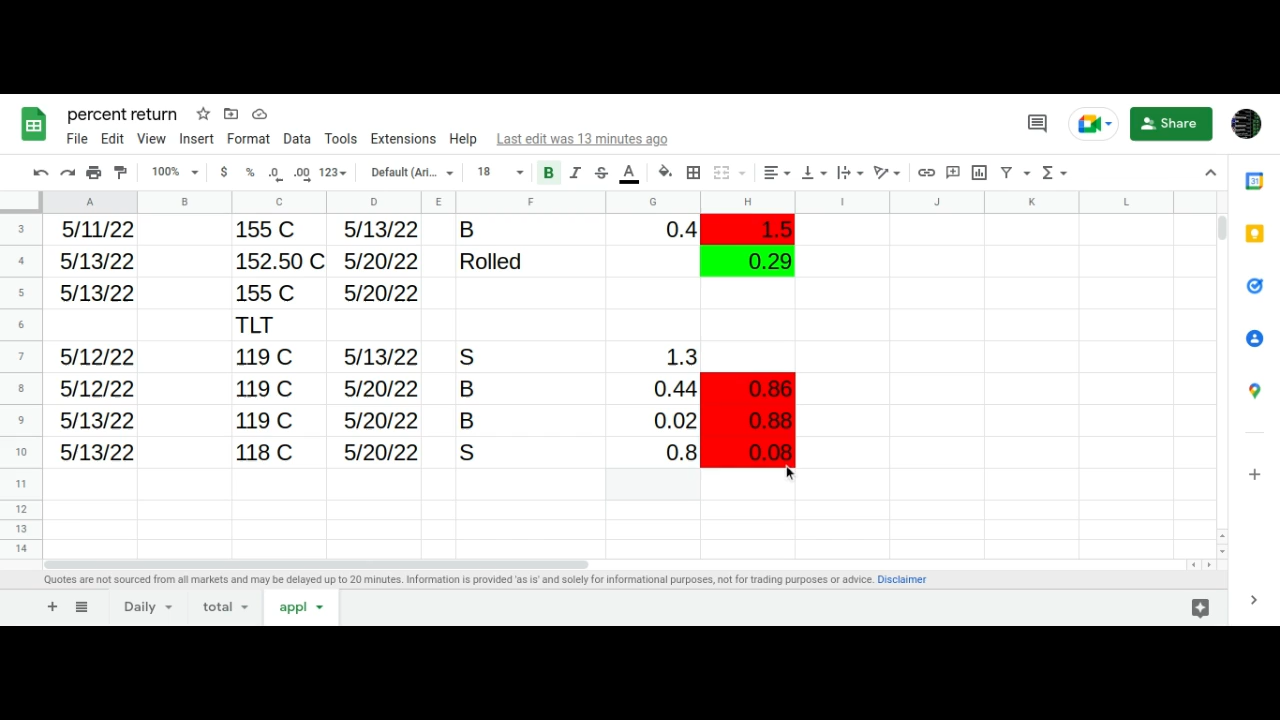 percent return
File Edit View Insert Format Data Tools Extensions Help Last edit was 13 minutes ago
Share
100% $ % .0 .00 123 Default (Ari... 18 B I S A
A B C D E F G H I J K L
3 5/11/22 155 C 5/13/22 B 0.4 1.5
4 5/13/22 152.50 C 5/20/22 Rolled 0.29
5 5/13/22 155 C 5/20/22
6 TLT
7 5/12/22 119 C 5/13/22 S 1.3
8 5/12/22 119 C 5/20/22 B 0.44 0.86
9 5/13/22 119 C 5/20/22 B 0.02 0.88
10 5/13/22 118 C 5/20/22 S 0.8 0.08
11
12
13
14
Quotes are not sourced from all markets and may be delayed up to 20 minutes. Information is provided 'as is' and solely for informational purposes, not for trading purposes or advice. Disclaimer
Daily total appl
31